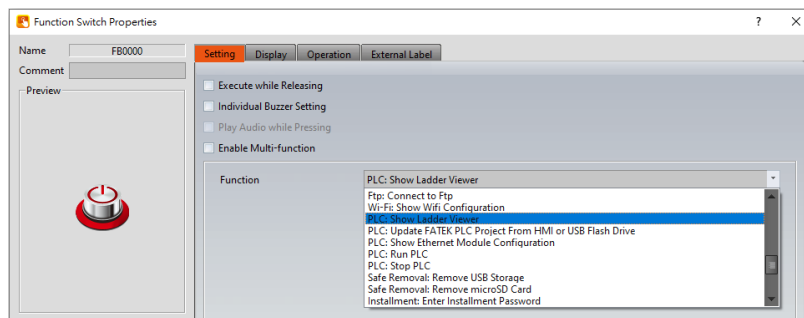 Function Switch Properties
? ×
Name FB0000
Comment
Preview
Setting Display Operation External Label
Execute while Releasing
Individual Buzzer Setting
Play Audio while Pressing
Enable Multi-function
Function PLC: Show Ladder Viewer
Ftp: Connect to Ftp
Wi-Fi: Show Wifi Configuration
PLC: Show Ladder Viewer
PLC: Update FATEK PLC Project From HMI or USB Flash Drive
PLC: Show Ethernet Module Configuration
PLC: Run PLC
PLC: Stop PLC
Safe Removal: Remove USB Storage
Safe Removal: Remove microSD Card
Installment: Enter Installment Password